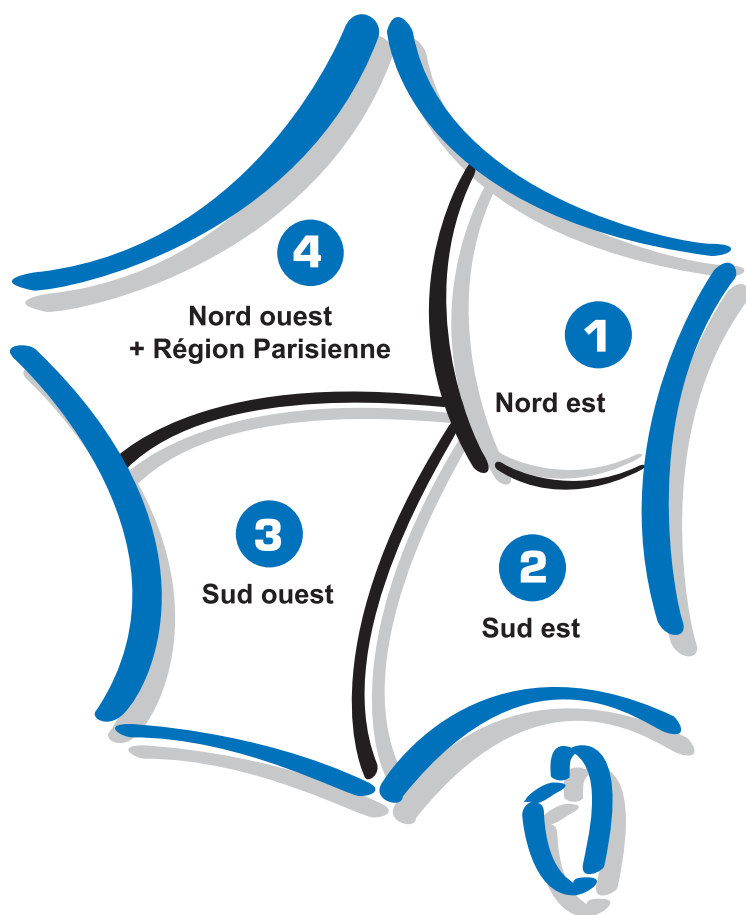 4
Nord ouest
+ Région Parisienne
1
Nord est
3
Sud ouest
2
Sud est